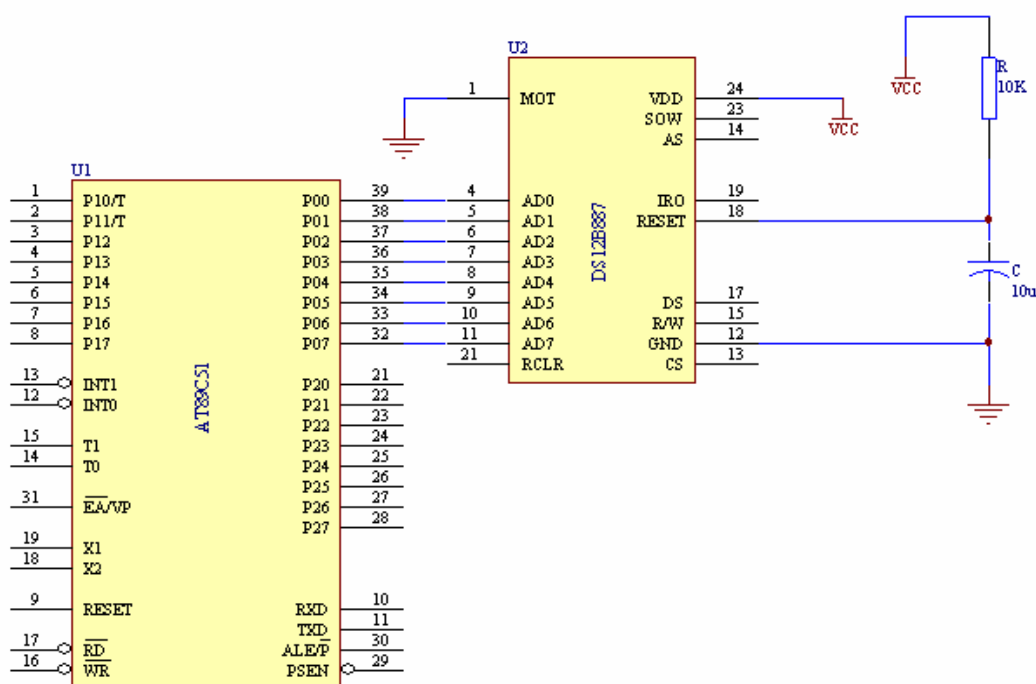 U2
1 MOT VDD 24
SOW 23
AS 14
VCC
VCC
R
10K
4 AD0 IRO 19
5 AD1 RESET 18
6 AD2
7 AD3
8 AD4
9 AD5 DS 17
10 AD6 R/W 15
11 AD7 GND 12
21 RCLR CS 13
DS12B887
C
10u
U1
1 P10/T P00 39
2 P11/T P01 38
3 P12 P02 37
4 P13 P03 36
5 P14 P04 35
6 P15 P05 34
7 P16 P06 33
8 P17 P07 32
13 INT1 P20 21
12 INT0 P21 22
P22 23
15 T1 P23 24
14 T0 P24 25
P25 26
31 EA/VP P26 27
P27 28
19 X1
18 X2
9 RESET RXD 10
TXD 11
17 RD ALE/P 30
16 WR PSEN 29
AT89C51